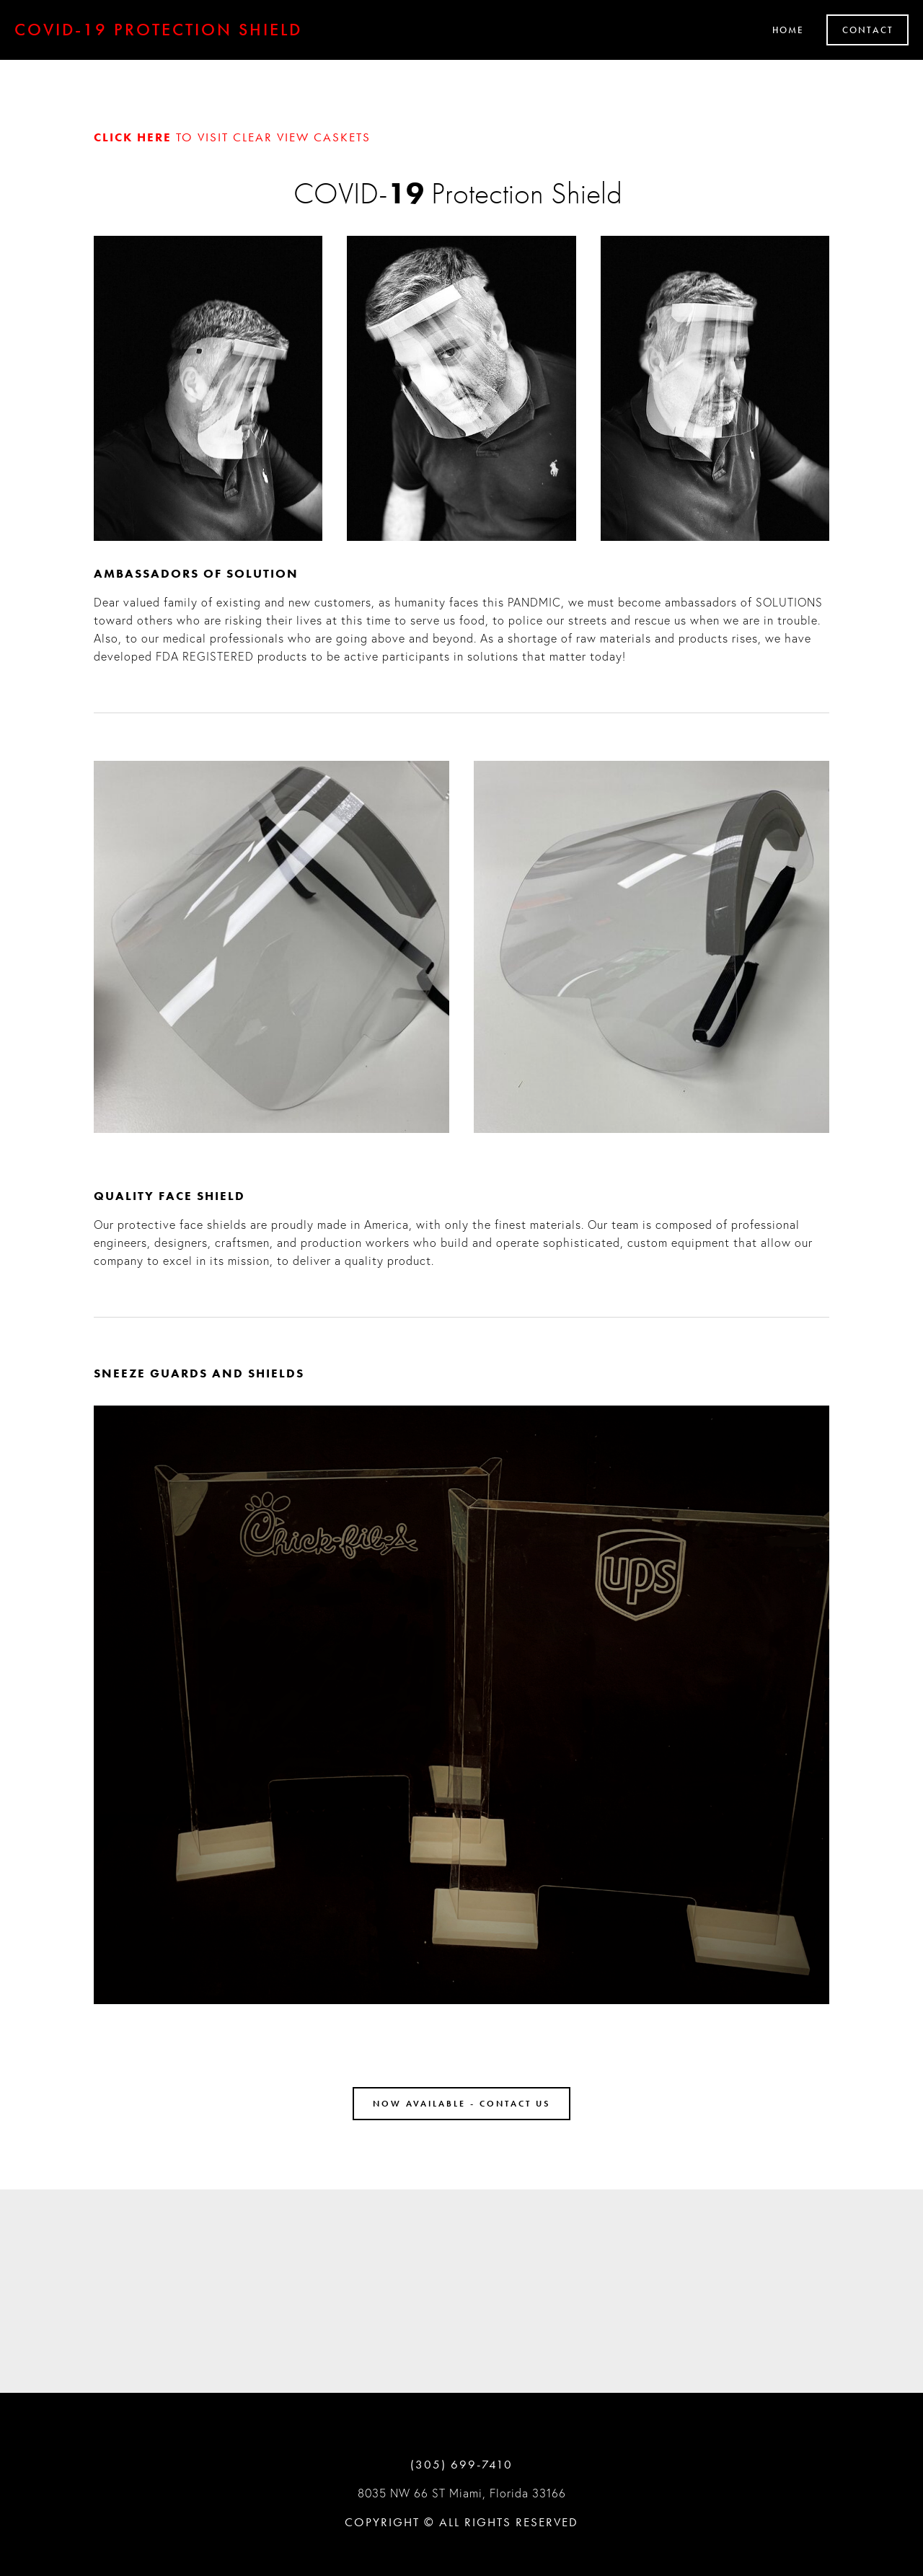 COVID-19 PROTECTION SHIELD
HOME
CONTACT
CLICK HERE TO VISIT CLEAR VIEW CASKETS
COVID-19 Protection Shield
AMBASSADORS OF SOLUTION
Dear valued family of existing and new customers, as humanity faces this PANDMIC, we must become ambassadors of SOLUTIONS
toward others who are risking their lives at this time to serve us food, to police our streets and rescue us when we are in trouble.
Also, to our medical professionals who are going above and beyond. As a shortage of raw materials and products rises, we have
developed FDA REGISTERED products to be active participants in solutions that matter today!
QUALITY FACE SHIELD
Our protective face shields are proudly made in America, with only the finest materials. Our team is composed of professional
engineers, designers, craftsmen, and production workers who build and operate sophisticated, custom equipment that allow our
company to excel in its mission, to deliver a quality product.
SNEEZE GUARDS AND SHIELDS
Chick-fil-A
ups
NOW AVAILABLE - CONTACT US
(305) 699-7410
8035 NW 66 ST Miami, Florida 33166
COPYRIGHT © ALL RIGHTS RESERVED